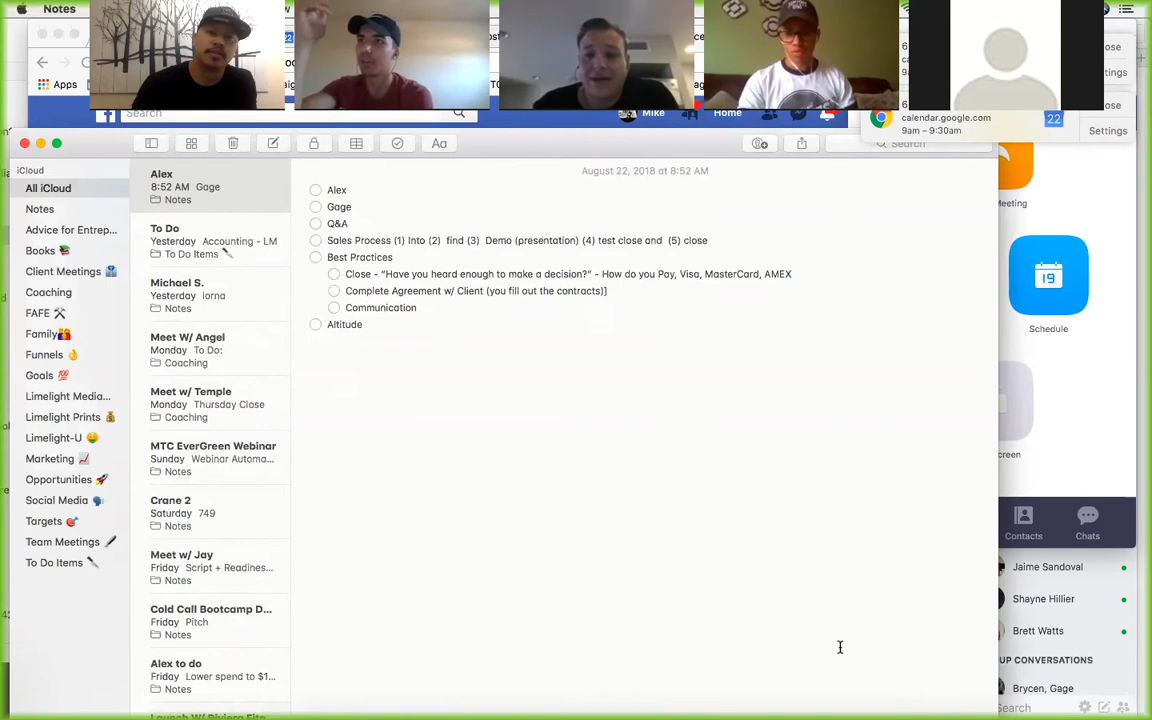 Notes
Apps
Search
Mike
Home
calendar.google.com
9am – 9:30am
22
Settings
Aa
Search
Meeting
19
Schedule
Contacts
Chats
Jaime Sandoval
Shayne Hillier
Brett Watts
UP CONVERSATIONS
Brycen, Gage
Search
iCloud
All iCloud
Notes
Advice for Entrep...
Books 📚
Client Meetings
Coaching
FAFE ⚒
Family
Funnels 👌
Goals 💯
Limelight Media...
Limelight Prints 💰
Limelight-U 🤑
Marketing 📈
Opportunities 🚀
Social Media 🗣
Targets 🎯
Team Meetings
To Do Items
Alex
8:52 AM Gage
Notes
To Do
Yesterday Accounting - LM
To Do Items
Michael S.
Yesterday lorna
Notes
Meet W/ Angel
Monday To Do:
Coaching
Meet w/ Temple
Monday Thursday Close
Coaching
MTC EverGreen Webinar
Sunday Webinar Automa...
Notes
Crane 2
Saturday 749
Notes
Meet w/ Jay
Friday Script + Readines...
Notes
Cold Call Bootcamp D...
Friday Pitch
Notes
Alex to do
Friday Lower spend to $1...
Notes
August 22, 2018 at 8:52 AM
Alex
Gage
Q&A
Sales Process (1) Into (2) find (3) Demo (presentation) (4) test close and (5) close
Best Practices
Close - “Have you heard enough to make a decision?” - How do you Pay, Visa, MasterCard, AMEX
Complete Agreement w/ Client (you fill out the contracts)]
Communication
Altitude